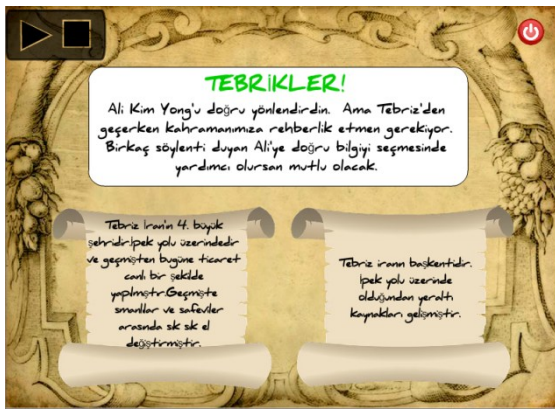 TEBRİKLER!
Ali Kim Yong'u doğru yönlendirdin. Ama Tebriz'den
geçerken kahramanımıza rehberlik etmen gerekiyor.
Birkaç söylenti duyan Ali'ye doğru bilgiyi seçmesinde
yardımcı olursan mutlu olacak.
Tebriz İran'ın 4. büyük
şehridir.İpek yolu üzerindedir
ve geçmişten bugüne ticaret
canlı bir şekilde
yapılmıştır.Geçmişte
smanlılar ve safeviler
arasında sık sık el
değiştirmiştir.
Tebriz iranın başkentidir.
İpek yolu üzerinde
olduğundan yeraltı
kaynakları gelişmiştir.